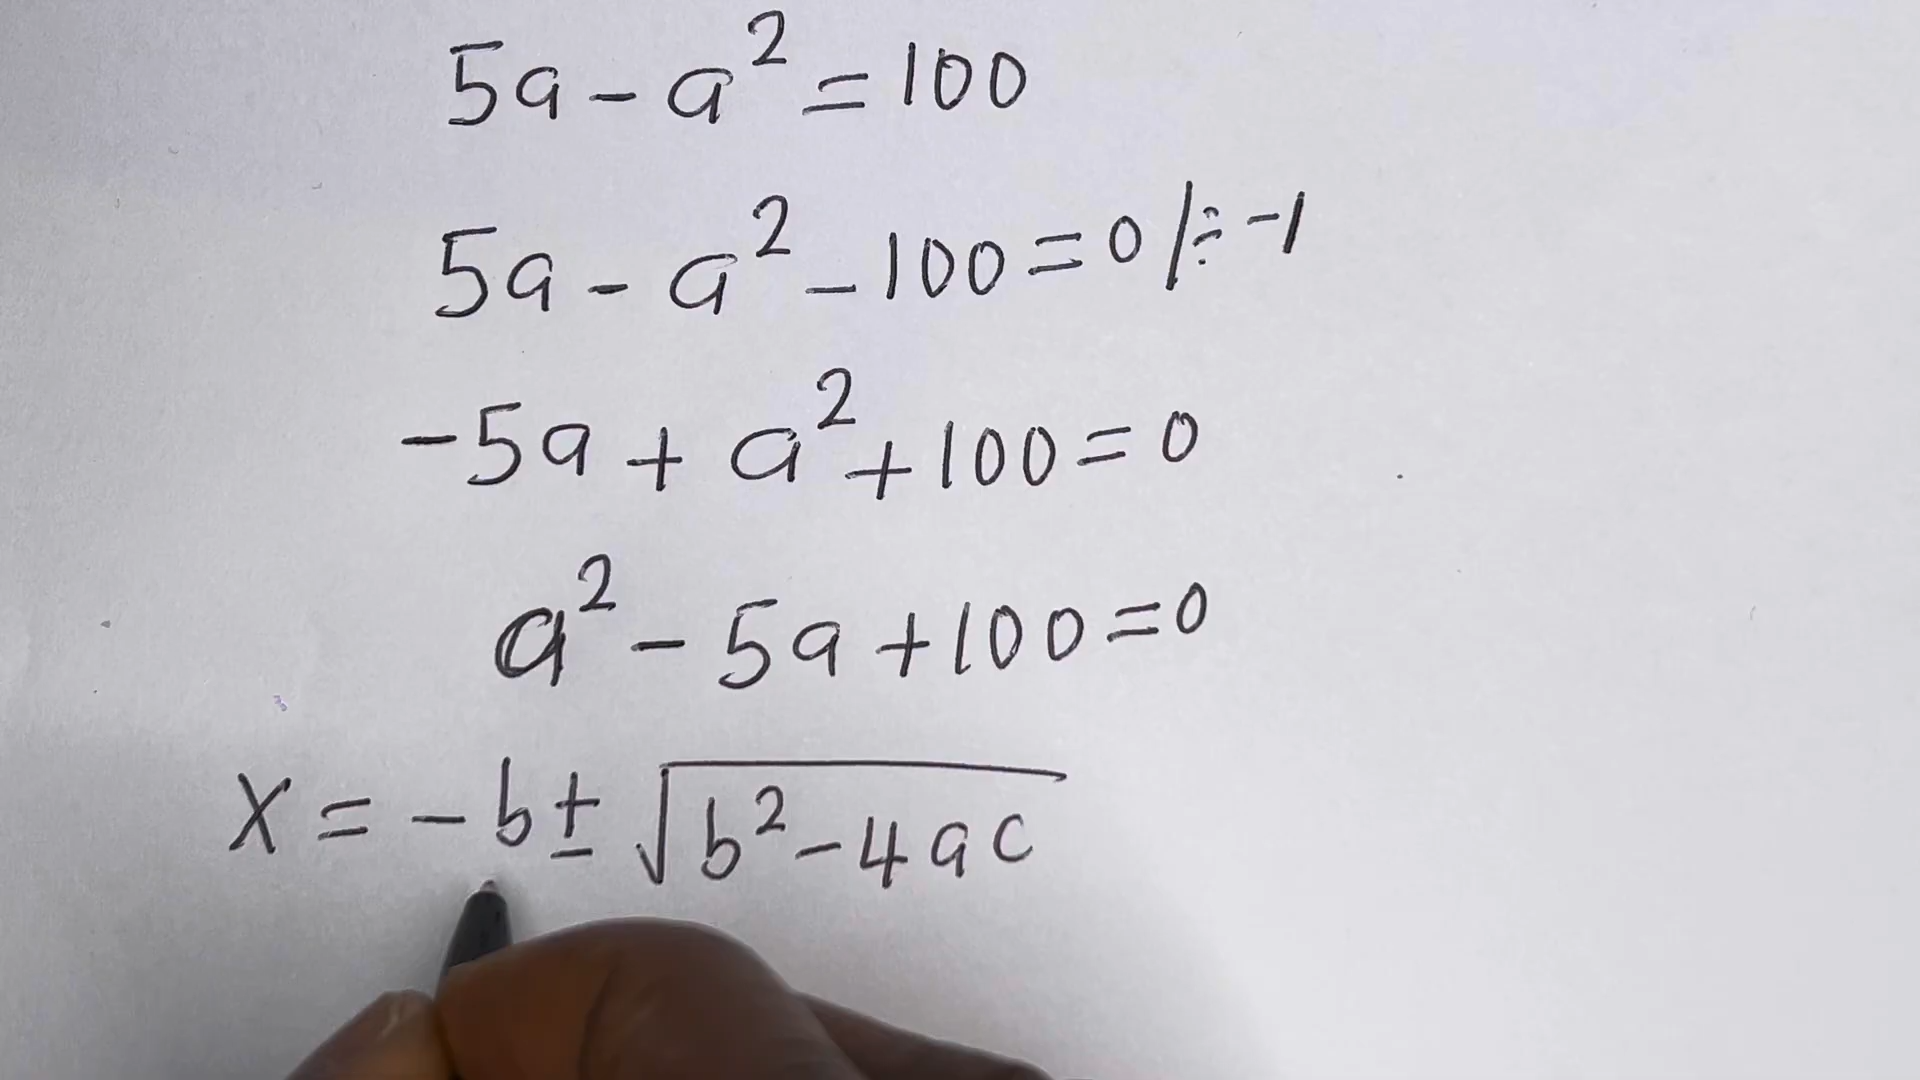 5a - a² = 100
5a - a² - 100 = 0 / ÷ -1
-5a + a² + 100 = 0
a² - 5a + 100 = 0
x = -b ± √b² - 4ac